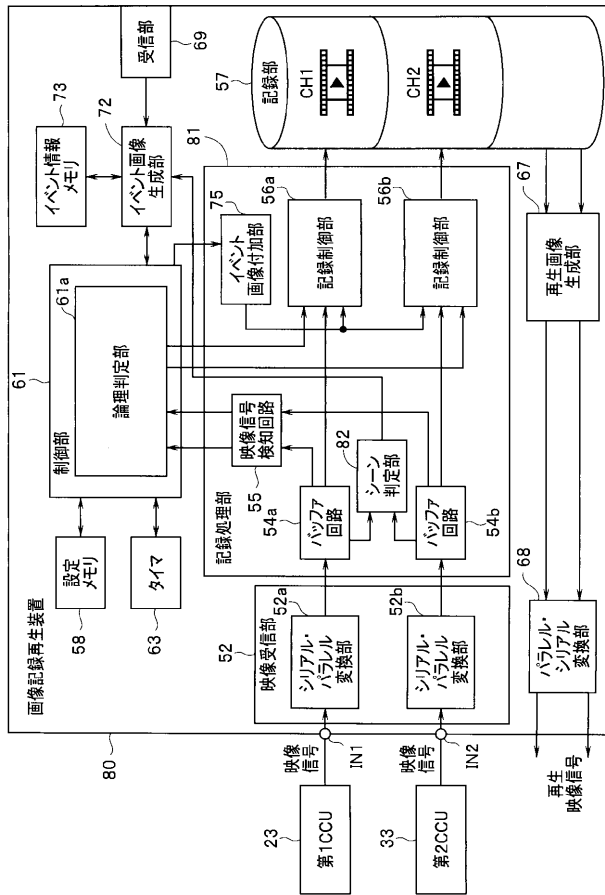 画像記録再生装置
80
第1CCU
23
第2CCU
33
映像
信号
IN1
映像
信号
IN2
再生
映像信号
設定
メモリ
58
タイマ
63
制御部
61
論理判定部
61a
イベント情報
メモリ
73
イベント画像
生成部
72
受信部
69
映像受信部
52
シリアル・
パラレル
変換部
52a
シリアル・
パラレル
変換部
52b
記録処理部
81
バッファ
回路
54a
バッファ
回路
54b
映像信号
検知回路
55
シーン
判定部
82
イベント
画像付加部
75
記録制御部
56a
記録制御部
56b
記録部
57
CH1
CH2
再生画像
生成部
67
パラレル・
シリアル
変換部
68